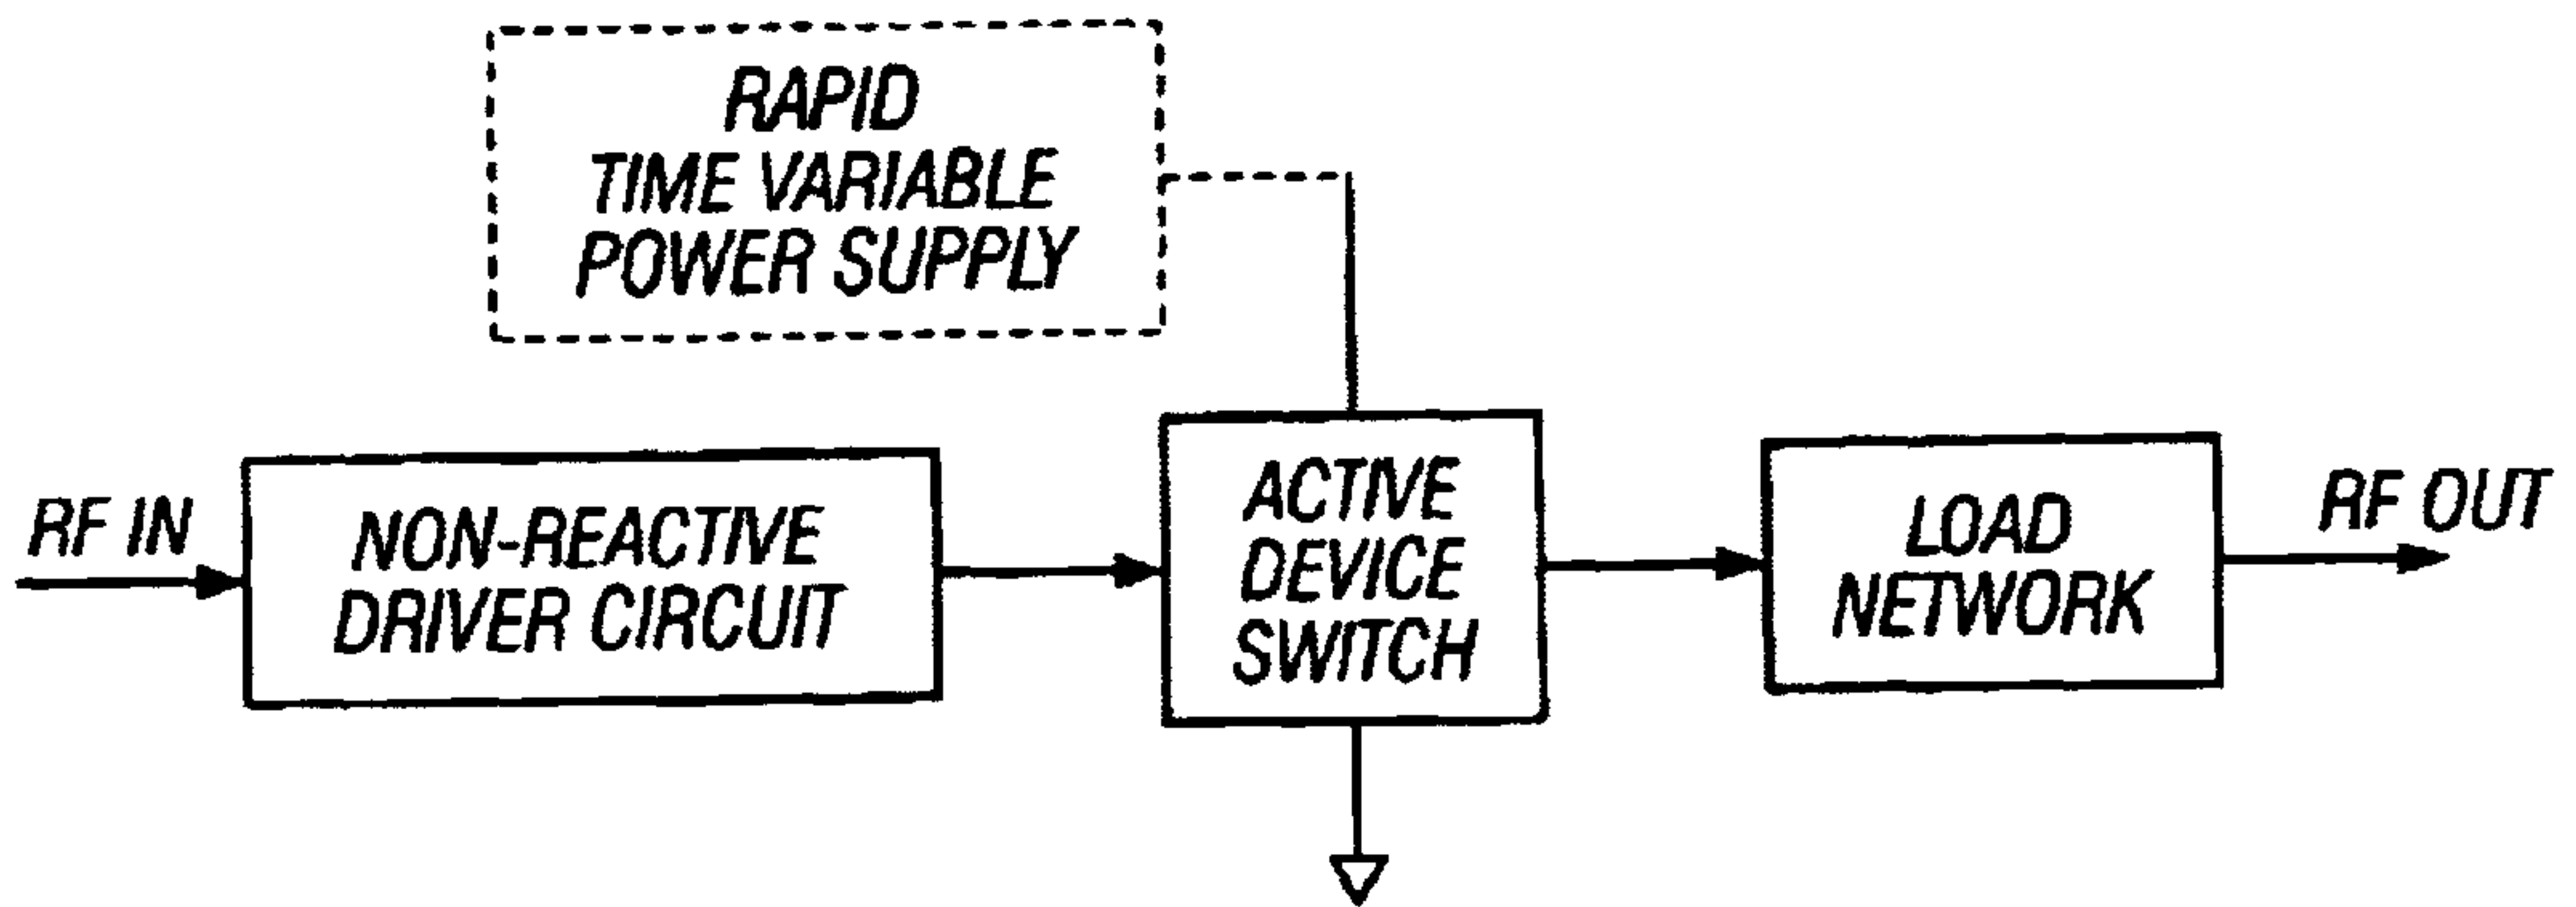 RAPID
TIME VARIABLE
POWER SUPPLY
RF IN
NON-REACTIVE
DRIVER CIRCUIT
ACTIVE
DEVICE
SWITCH
LOAD
NETWORK
RF OUT